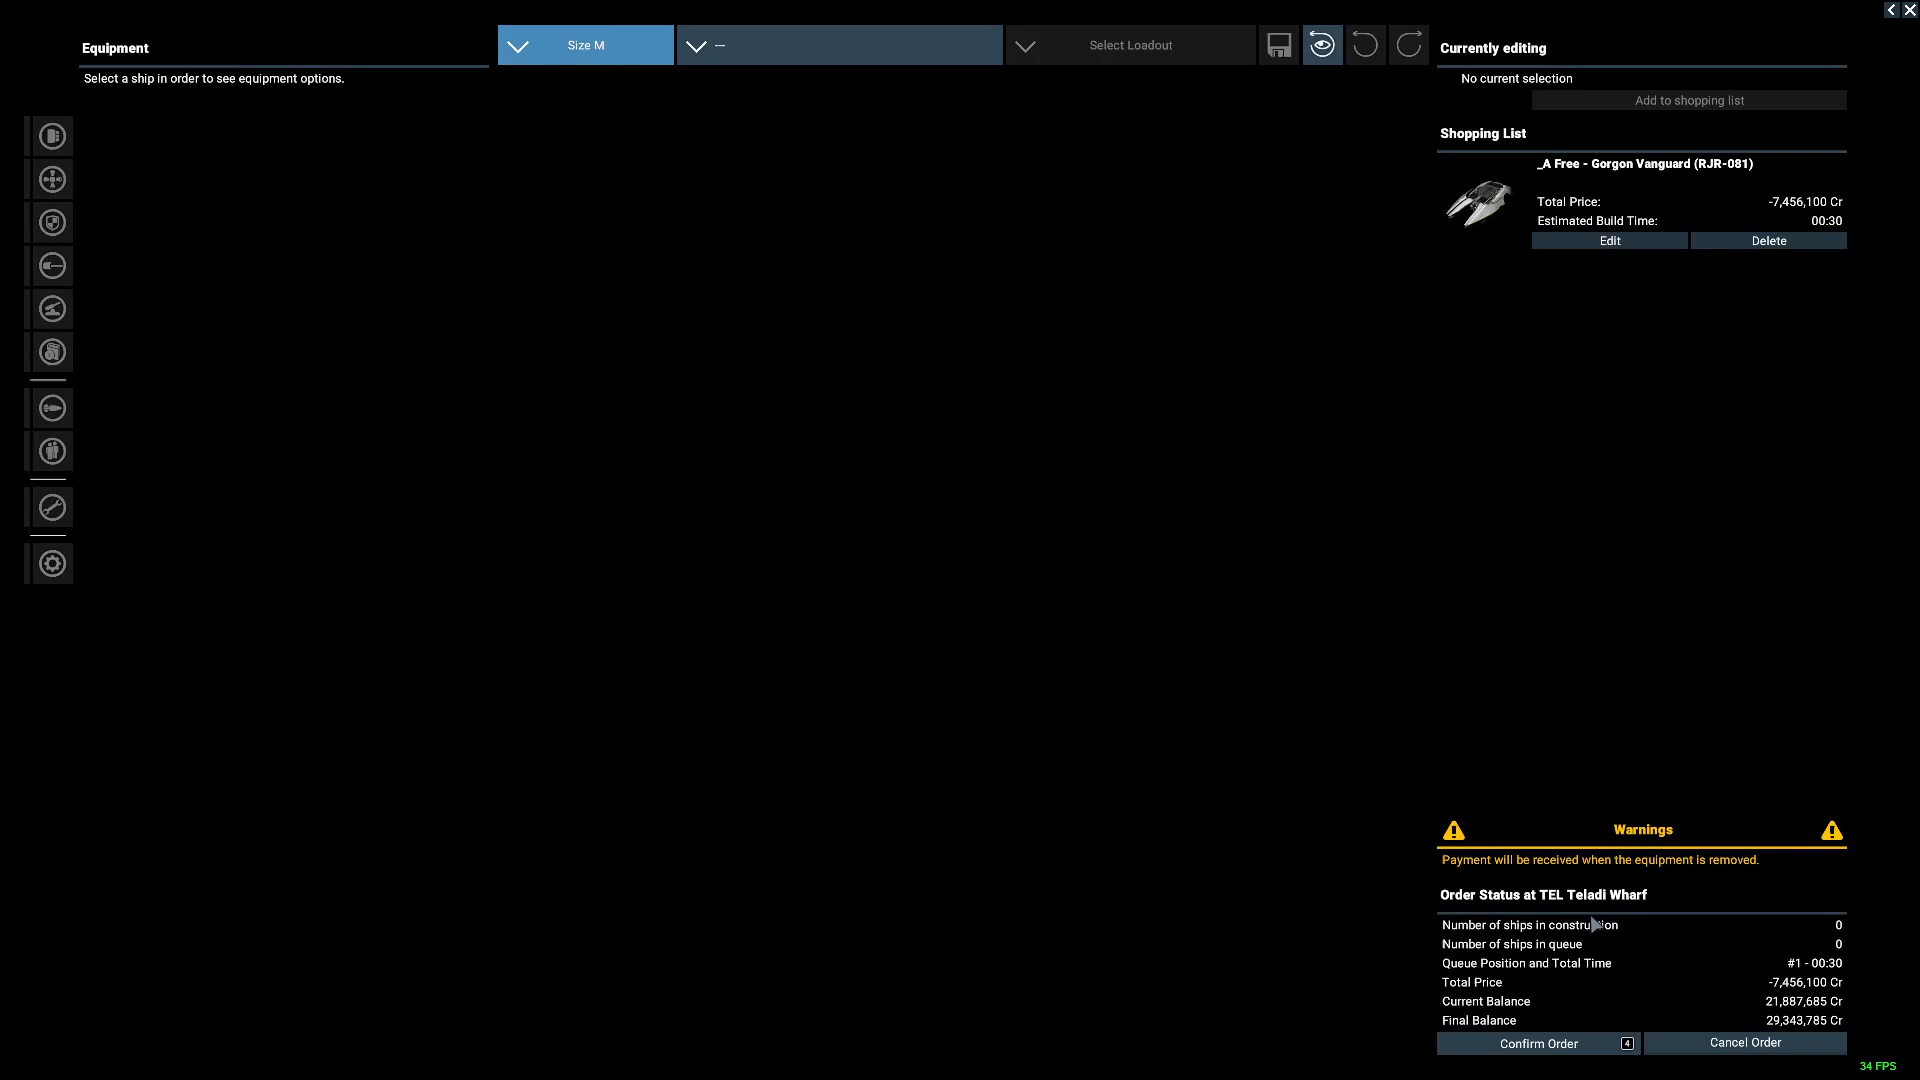 Equipment
Select a ship in order to see equipment options.
Size M
---
Select Loadout
Currently editing
No current selection
Add to shopping list
Shopping List
_A Free - Gorgon Vanguard (RJR-081)
Total Price: -7,456,100 Cr
Estimated Build Time: 00:30
Edit Delete
Warnings
Payment will be received when the equipment is removed.
Order Status at TEL Teladi Wharf
Number of ships in construction 0
Number of ships in queue 0
Queue Position and Total Time #1 - 00:30
Total Price -7,456,100 Cr
Current Balance 21,887,685 Cr
Final Balance 29,343,785 Cr
Confirm Order 4 Cancel Order
34 FPS